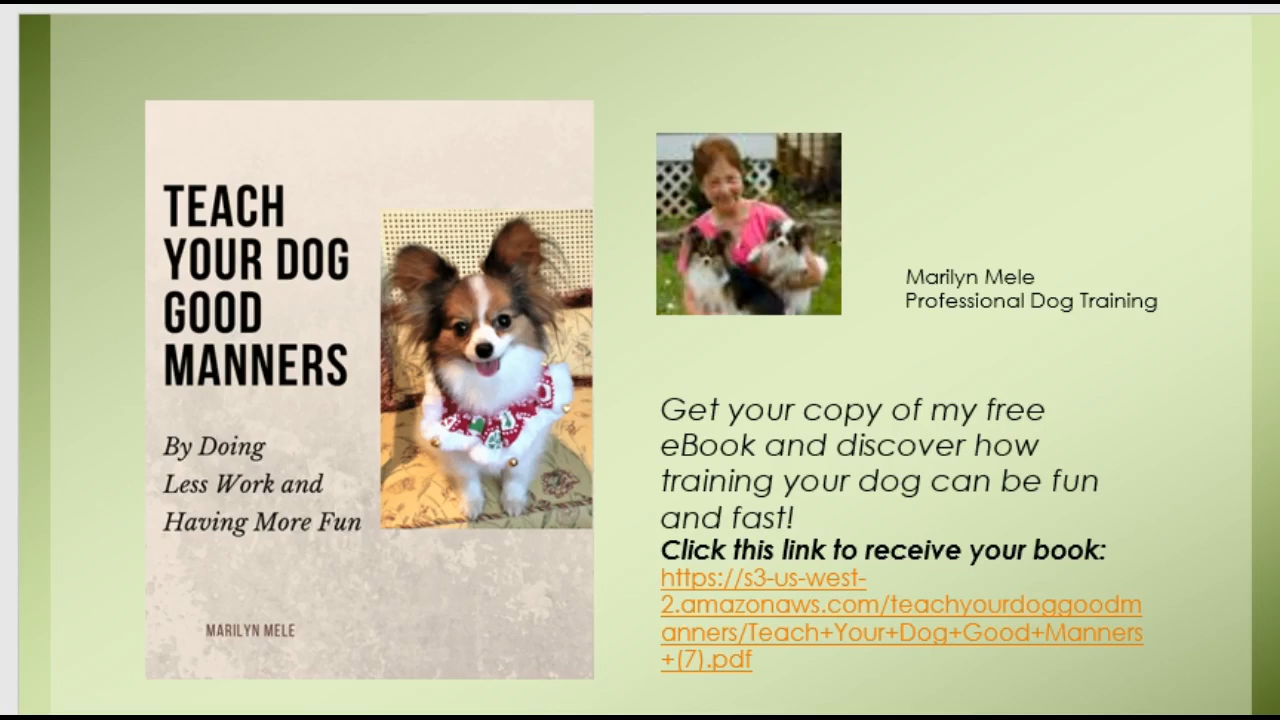 TEACH
YOUR DOG
GOOD
MANNERS
By Doing
Less Work and
Having More Fun
MARILYN MELE
Marilyn Mele
Professional Dog Training
Get your copy of my free
eBook and discover how
training your dog can be fun
and fast!
Click this link to receive your book:
https://s3-us-west-
2.amazonaws.com/teachyourdoggoodm
anners/Teach+Your+Dog+Good+Manners
+(7).pdf